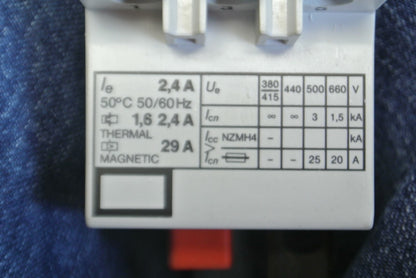 Ie 2,4 A
50°C 50/60 Hz
1,6 2,4 A
THERMAL
29 A
MAGNETIC
Ue 380/415 440 500 660 V
Icn ∞ ∞ 3 1,5 kA
Icc NZMH4 – kA
> Icn – – 25 20 A